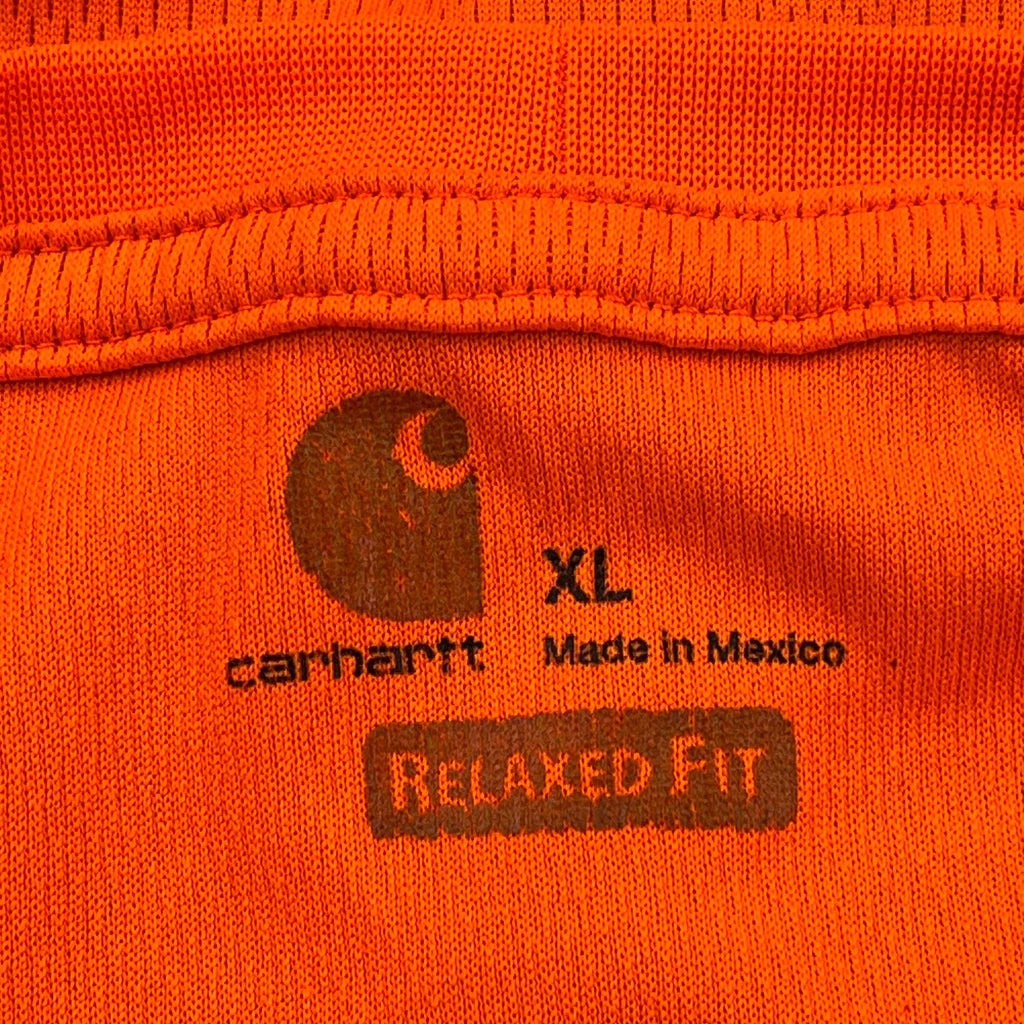 XL
carhartt
Made in Mexico
RELAXED FIT